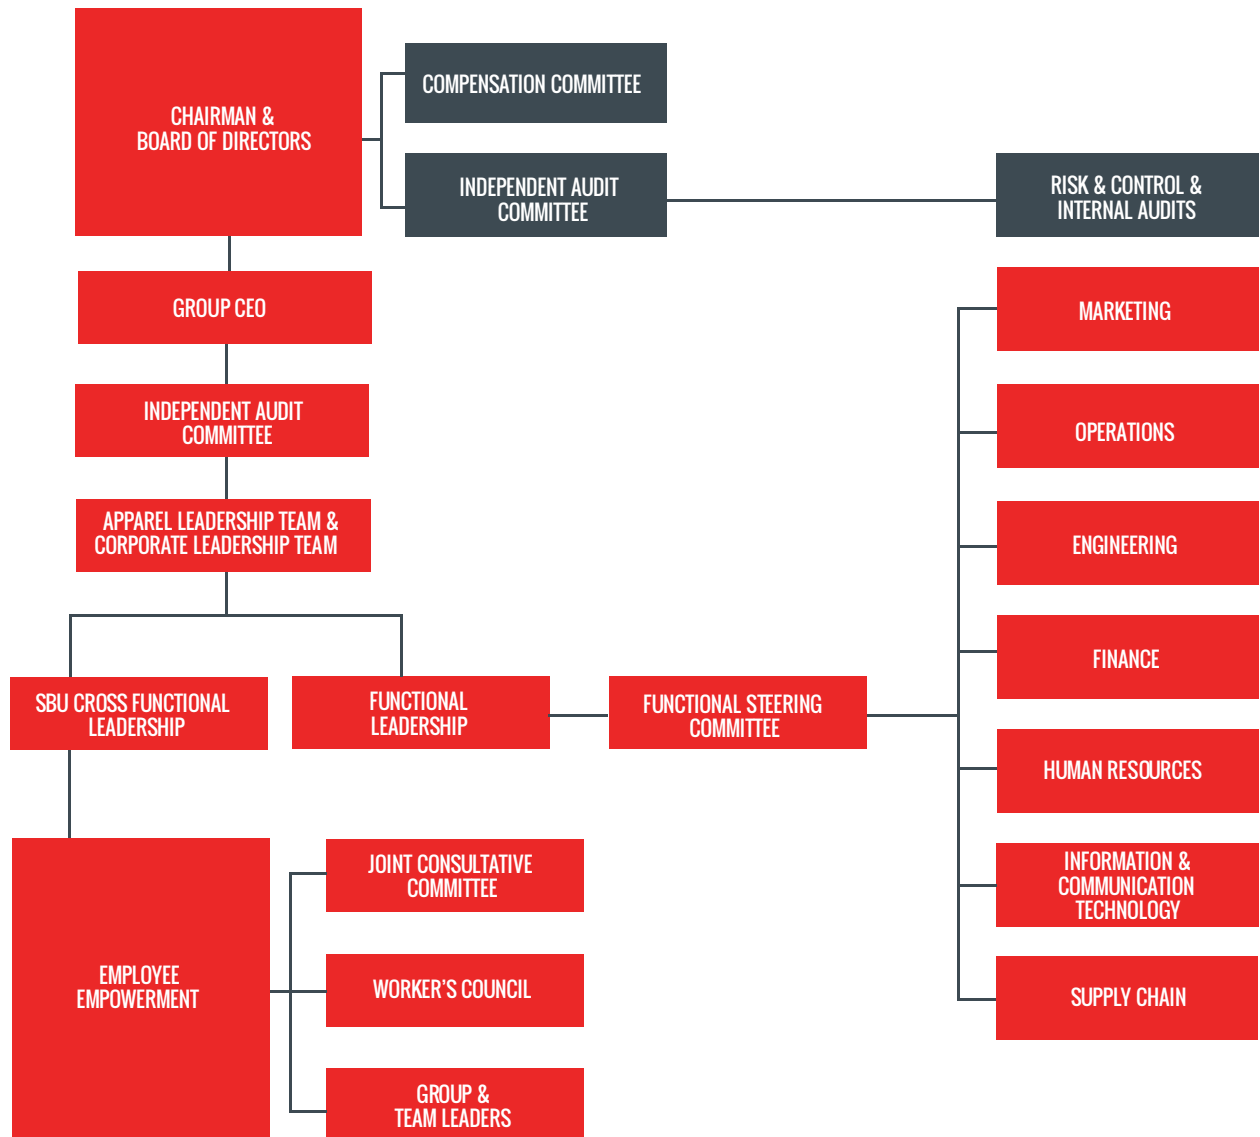 CHAIRMAN &
BOARD OF DIRECTORS
COMPENSATION COMMITTEE
INDEPENDENT AUDIT
COMMITTEE
RISK & CONTROL &
INTERNAL AUDITS
GROUP CEO
INDEPENDENT AUDIT
COMMITTEE
APPAREL LEADERSHIP TEAM &
CORPORATE LEADERSHIP TEAM
SBU CROSS FUNCTIONAL
LEADERSHIP
FUNCTIONAL
LEADERSHIP
FUNCTIONAL STEERING
COMMITTEE
MARKETING
OPERATIONS
ENGINEERING
FINANCE
HUMAN RESOURCES
INFORMATION &
COMMUNICATION
TECHNOLOGY
SUPPLY CHAIN
EMPLOYEE
EMPOWERMENT
JOINT CONSULTATIVE
COMMITTEE
WORKER’S COUNCIL
GROUP &
TEAM LEADERS